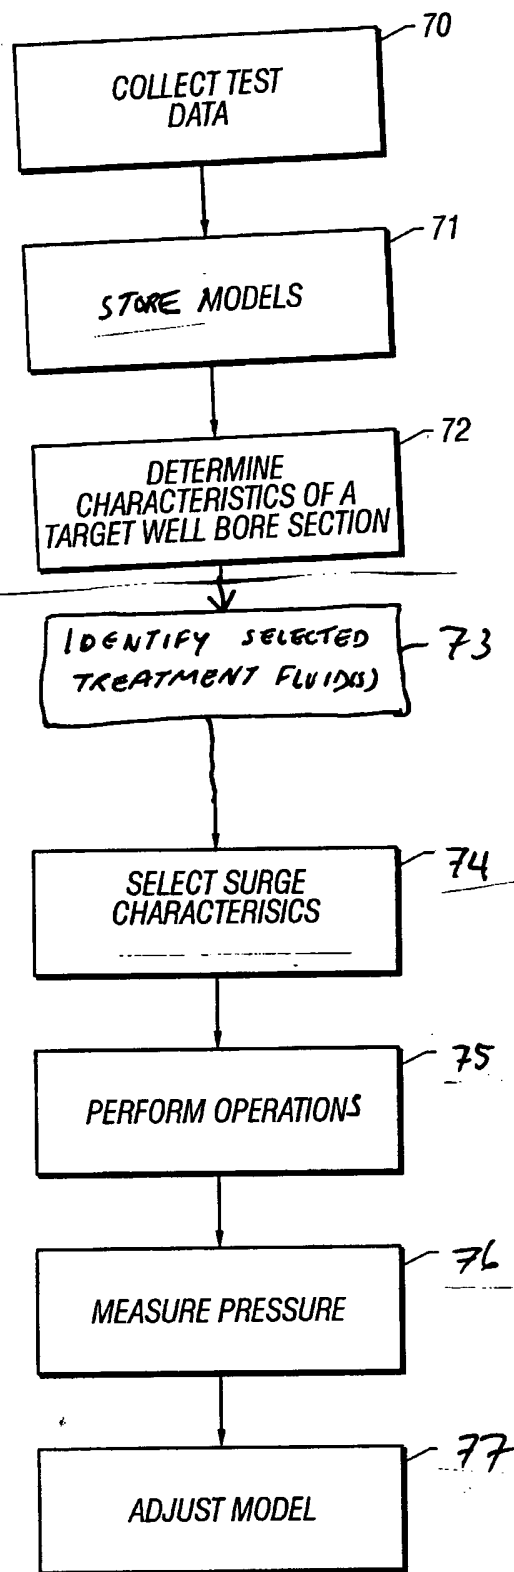 70
COLLECT TEST
DATA
71
STORE MODELS
72
DETERMINE
CHARACTERISTICS OF A
TARGET WELL BORE SECTION
IDENTIFY SELECTED
73
TREATMENT FLUID(S)
74
SELECT SURGE
CHARACTERISICS
75
PERFORM OPERATIONS
76
MEASURE PRESSURE
77
ADJUST MODEL